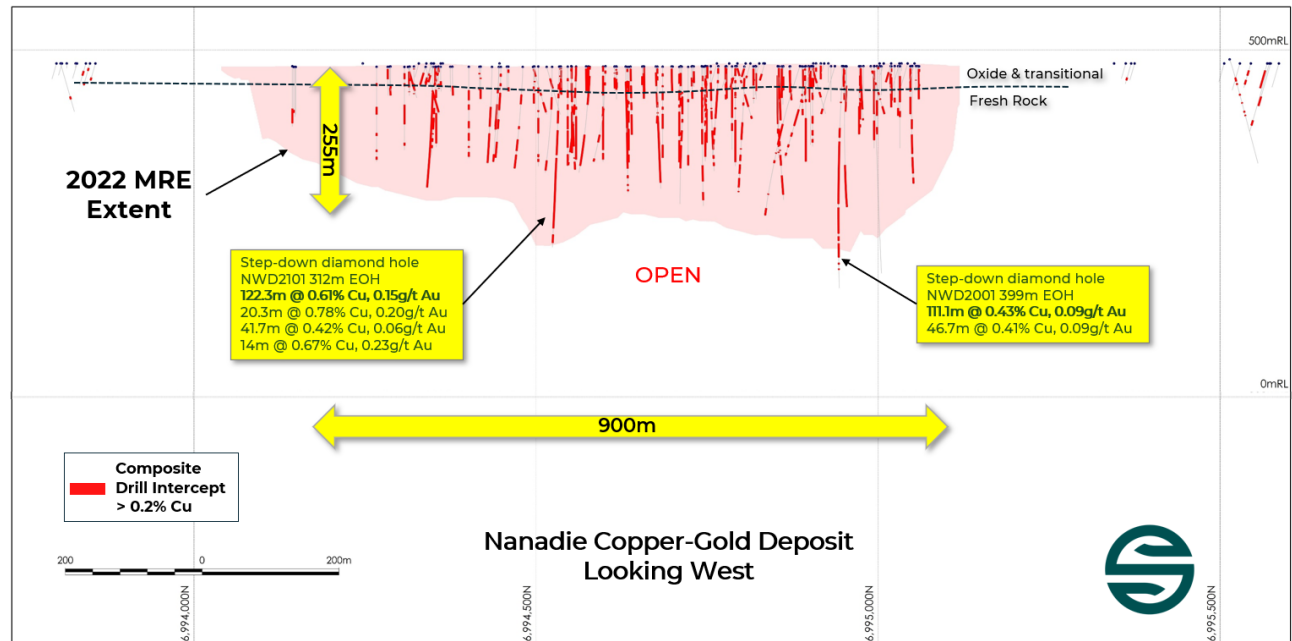 500mRL
Oxide & transitional
Fresh Rock
255m
2022 MRE
Extent
Step-down diamond hole
NWD2101 312m EOH
122.3m @ 0.61% Cu, 0.15g/t Au
20.3m @ 0.78% Cu, 0.20g/t Au
41.7m @ 0.42% Cu, 0.06g/t Au
14m @ 0.67% Cu, 0.23g/t Au
OPEN
Step-down diamond hole
NWD2001 399m EOH
111.1m @ 0.43% Cu, 0.09g/t Au
46.7m @ 0.41% Cu, 0.09g/t Au
0mRL
900m
Composite
Drill Intercept
> 0.2% Cu
200 0 200m
Nanadie Copper-Gold Deposit
Looking West
6,994,000N
6,994,500N
6,995,000N
6,995,500N